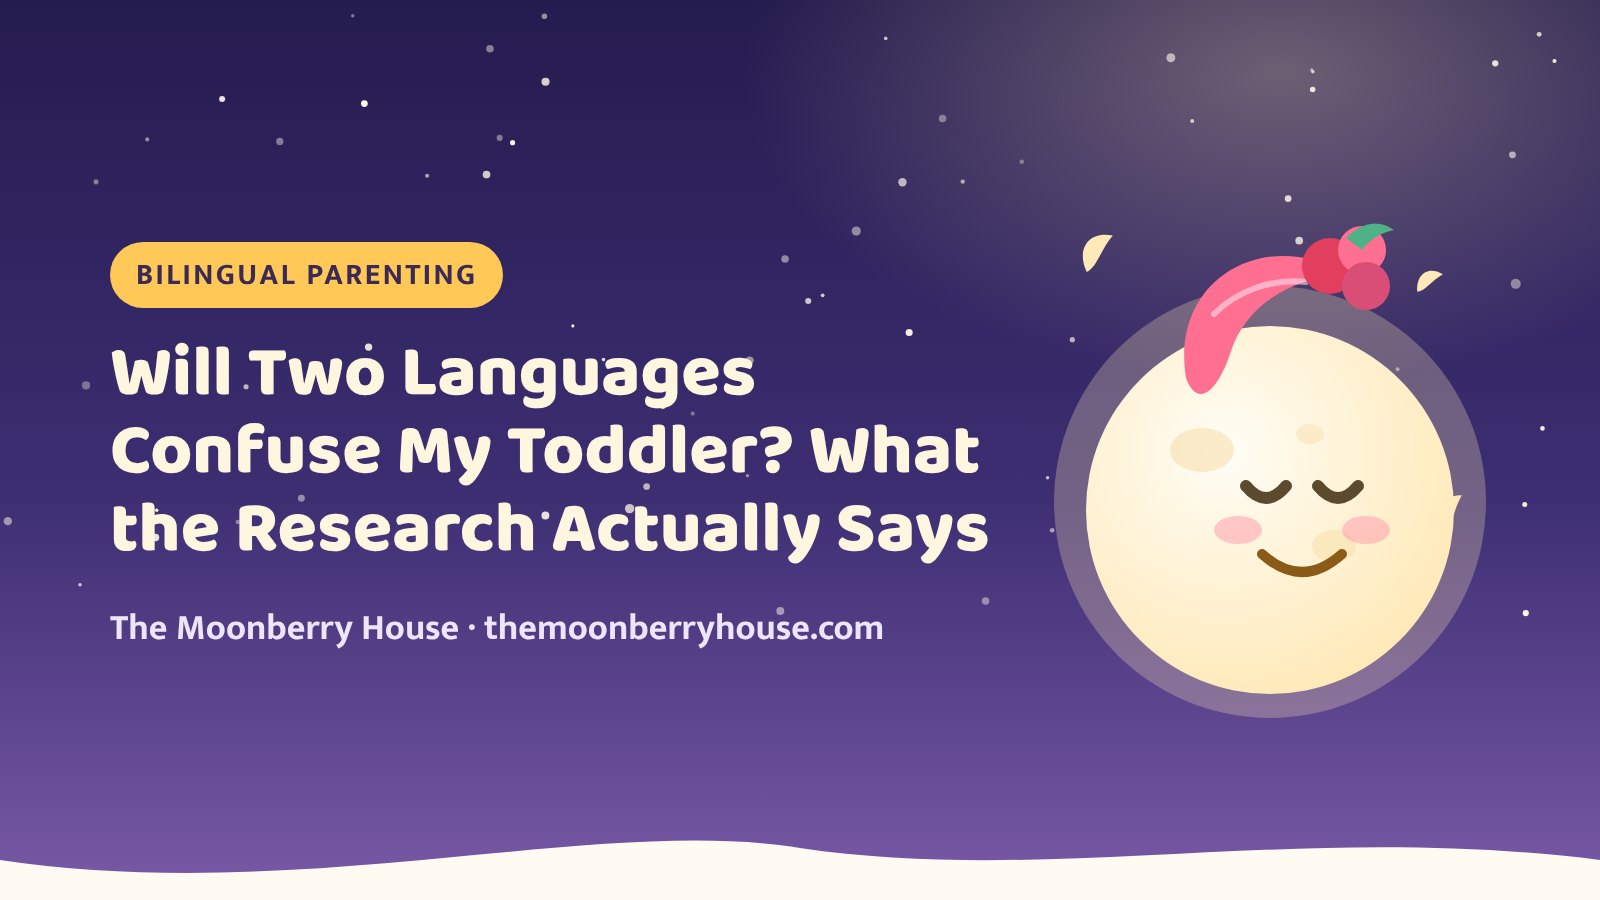 BILINGUAL PARENTING
Will Two Languages
Confuse My Toddler? What
the Research Actually Says
The Moonberry House · themoonberryhouse.com